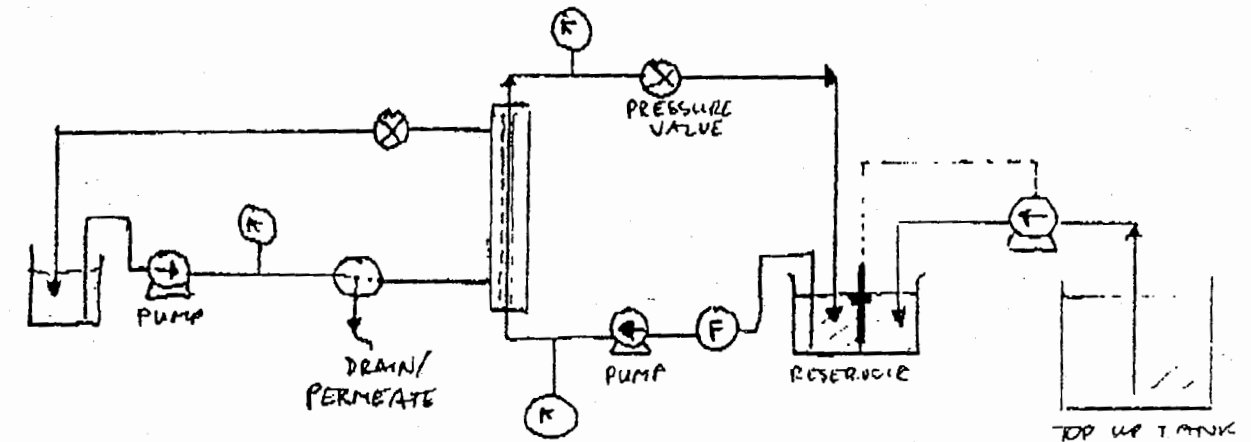 PRESSURE
VALVE
PUMP
DRAIN/
PERMEATE
PUMP
F
RESERVOIR
TOP UP TANK